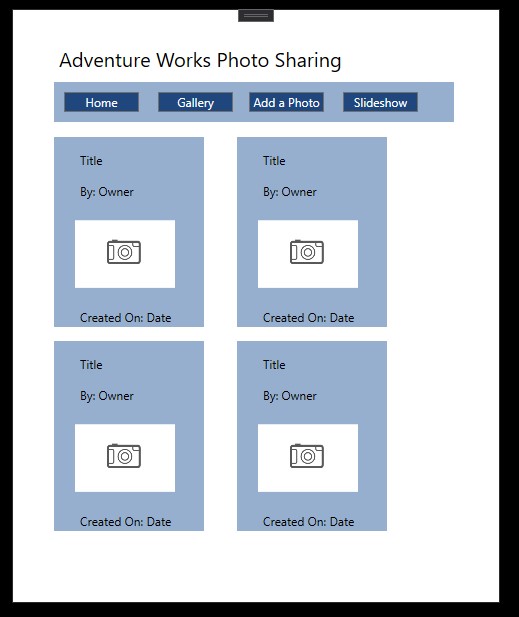 Adventure Works Photo Sharing
Home Gallery Add a Photo Slideshow
Title Title
By: Owner By: Owner
Created On: Date Created On: Date
Title Title
By: Owner By: Owner
Created On: Date Created On: Date